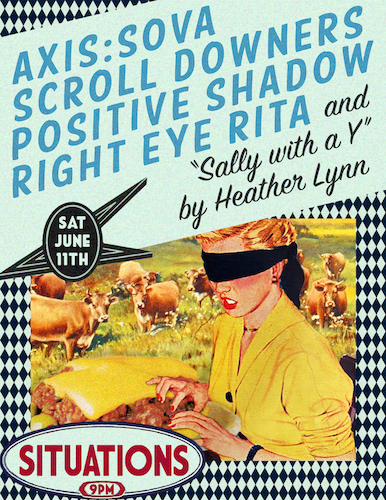 AXIS:SOVA
SCROLL DOWNERS
POSITIVE SHADOW
RIGHT EYE RITA and
"Sally with a Y"
by Heather Lynn
SAT
JUNE
11TH
SITUATIONS
9PM